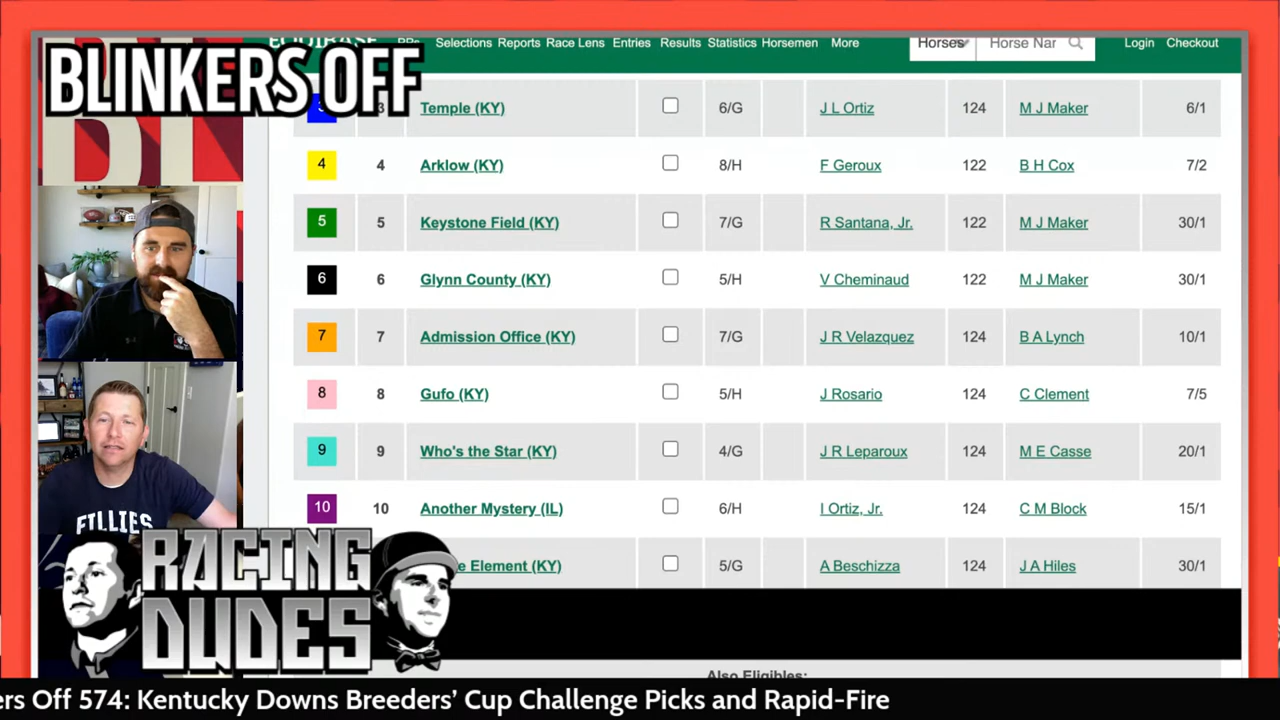 BLINKERS OFF
EQUIBASE PPs Selections Reports Race Lens Entries Results Statistics Horsemen More Horses Horse Nar Login Checkout
3 3 Temple (KY) 6/G J L Ortiz 124 M J Maker 6/1
4 4 Arklow (KY) 8/H F Geroux 122 B H Cox 7/2
5 5 Keystone Field (KY) 7/G R Santana, Jr. 122 M J Maker 30/1
6 6 Glynn County (KY) 5/H V Cheminaud 122 M J Maker 30/1
7 7 Admission Office (KY) 7/G J R Velazquez 124 B A Lynch 10/1
8 8 Gufo (KY) 5/H J Rosario 124 C Clement 7/5
9 9 Who's the Star (KY) 4/G J R Leparoux 124 M E Casse 20/1
10 10 Another Mystery (IL) 6/H I Ortiz, Jr. 124 C M Block 15/1
Element (KY) 5/G A Beschizza 124 J A Hiles 30/1
FILLIES
RACING
DUDES
Also Eligibles:
ers Off 574: Kentucky Downs Breeders’ Cup Challenge Picks and Rapid-Fire